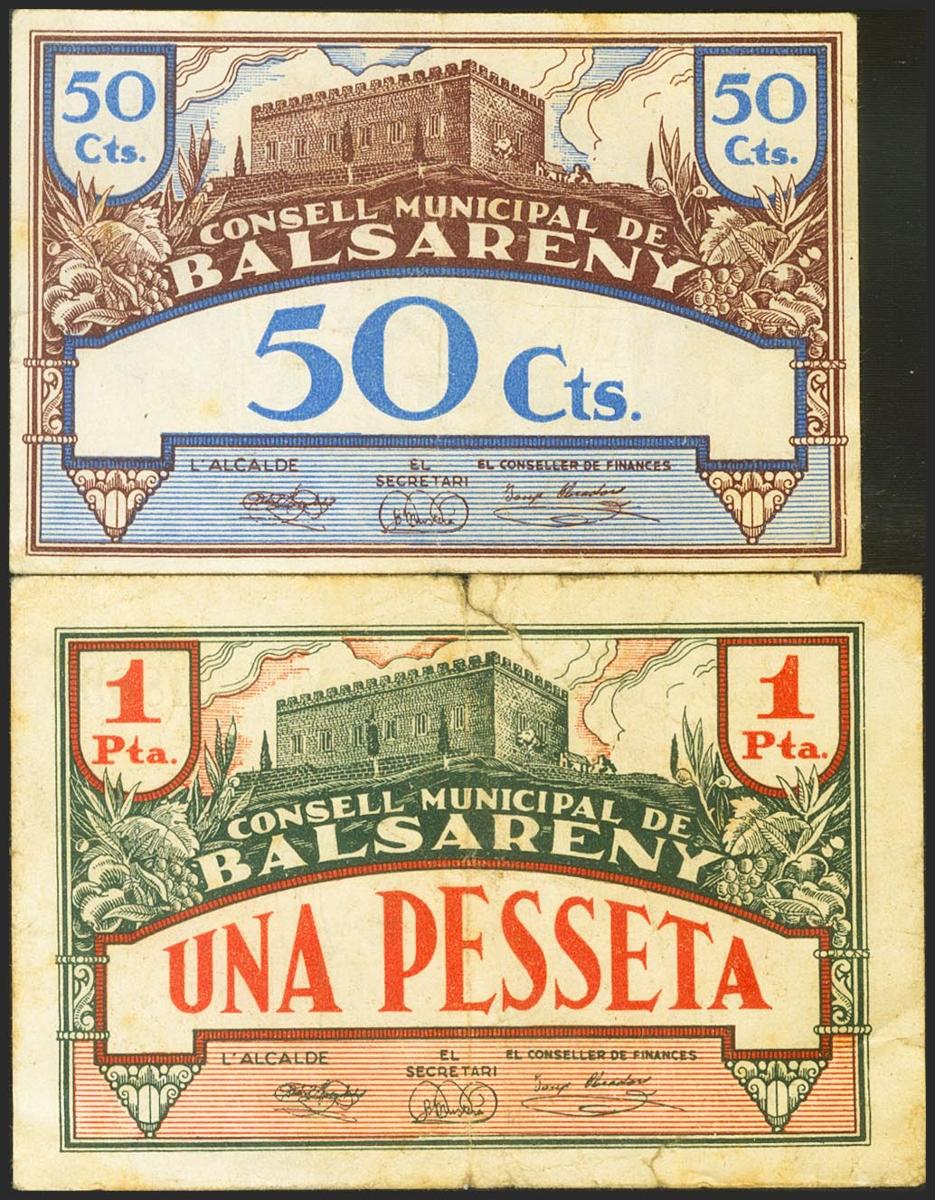 50 Cts.
50 Cts.
CONSELL MUNICIPAL DE
BALSARENY
50 Cts.
L'ALCALDE
EL SECRETARI
EL CONSELLER DE FINANCES
1 Pta.
1 Pta.
CONSELL MUNICIPAL DE
BALSARENY
UNA PESSETA
L'ALCALDE
EL SECRETARI
EL CONSELLER DE FINANCES